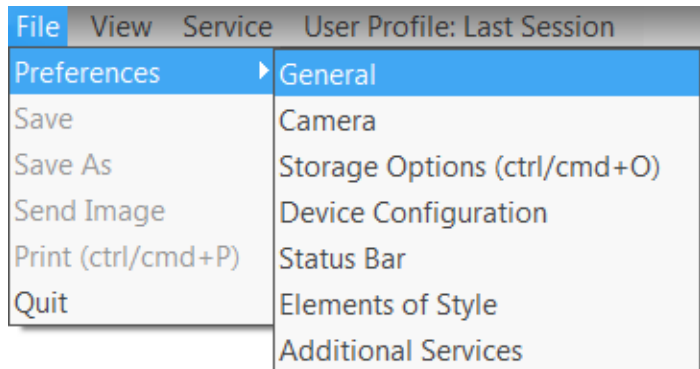 File View Service User Profile: Last Session
Preferences
Save
Save As
Send Image
Print (ctrl/cmd+P)
Quit
General
Camera
Storage Options (ctrl/cmd+O)
Device Configuration
Status Bar
Elements of Style
Additional Services